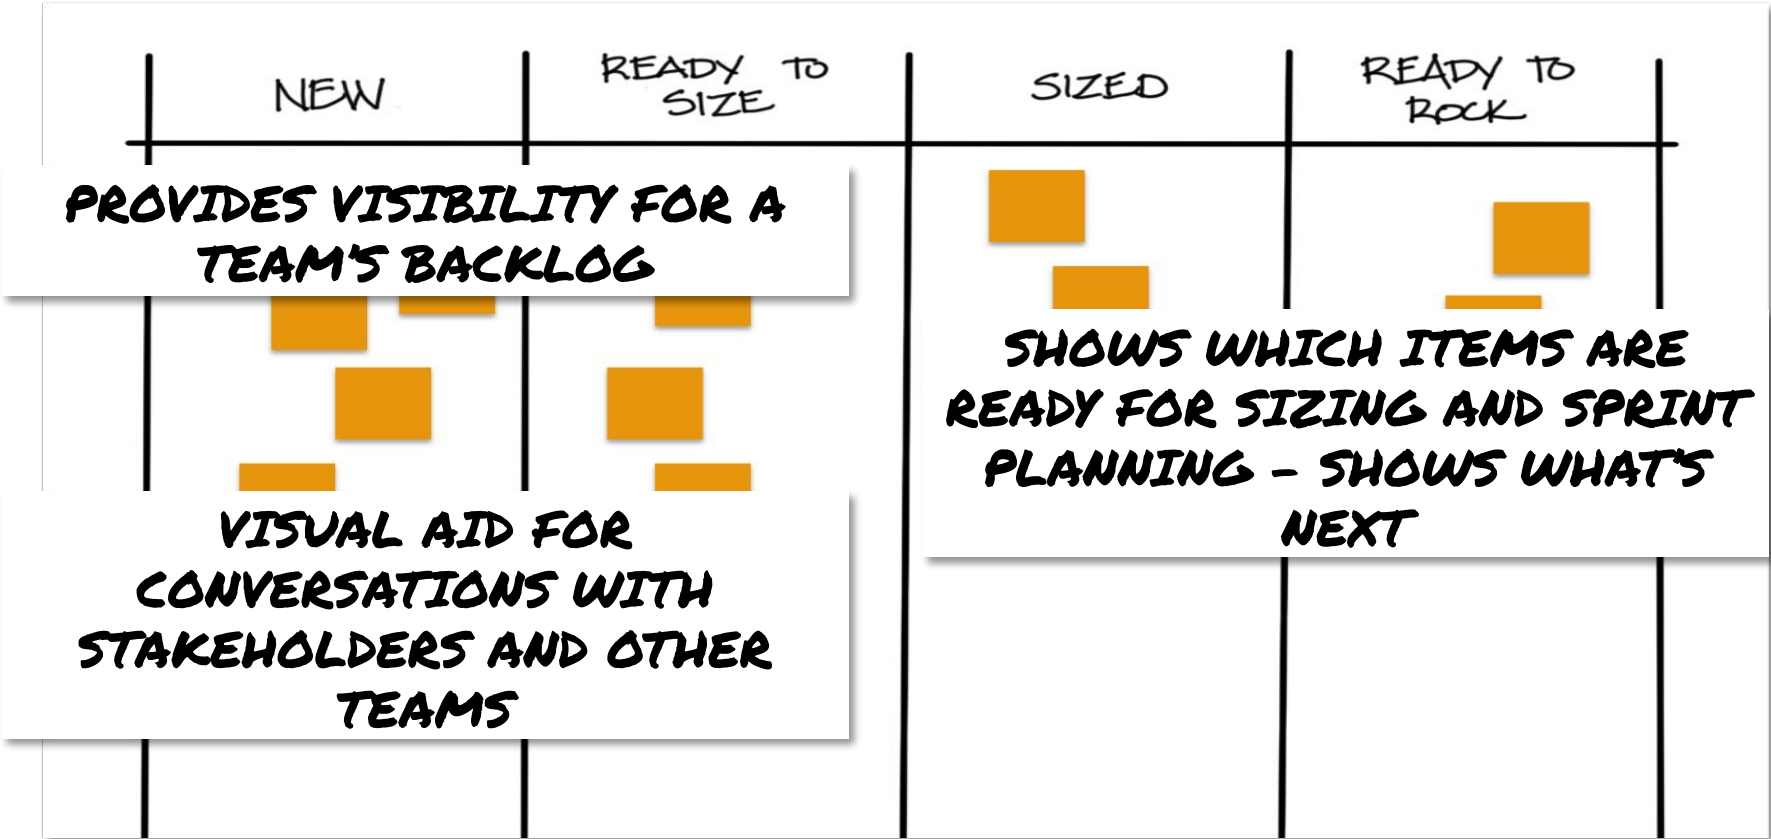 NEW
READY TO
SIZE
SIZED
READY TO
ROCK
PROVIDES VISIBILITY FOR A
TEAM'S BACKLOG
SHOWS WHICH ITEMS ARE
READY FOR SIZING AND SPRINT
PLANNING – SHOWS WHAT'S
NEXT
VISUAL AID FOR
CONVERSATIONS WITH
STAKEHOLDERS AND OTHER
TEAMS